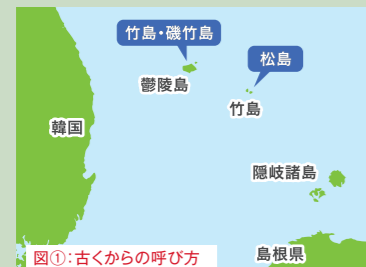 竹島・磯竹島
松島
鬱陵島
竹島
韓国
隠岐諸島
島根県
図①：古くからの呼び方